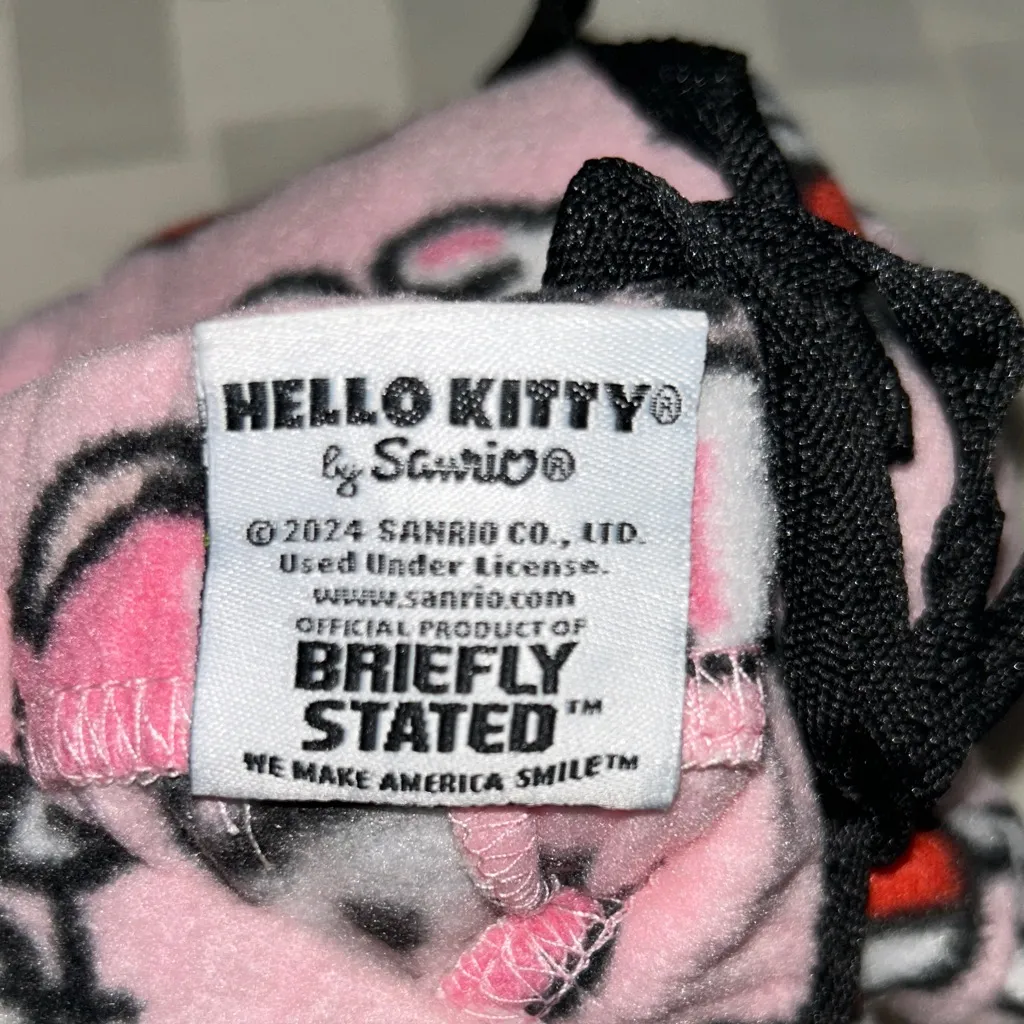 HELLO KITTY®
by Sanrio®
© 2024 SANRIO CO., LTD.
Used Under License.
www.sanrio.com
OFFICIAL PRODUCT OF
BRIEFLY
STATED™
WE MAKE AMERICA SMILE™